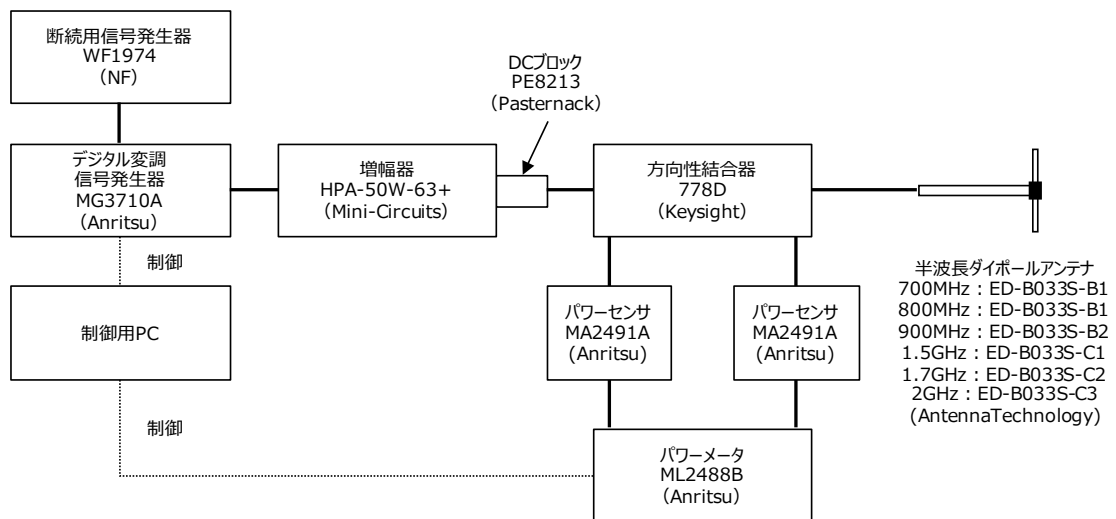 断続用信号発生器
WF1974
（NF）
DCブロック
PE8213
（Pasternack）
デジタル変調
信号発生器
MG3710A
（Anritsu）
増幅器
HPA-50W-63+
（Mini-Circuits）
方向性結合器
778D
（Keysight）
制御
半波長ダイポールアンテナ
700MHz：ED-B033S-B1
800MHz：ED-B033S-B1
900MHz：ED-B033S-B2
1.5GHz：ED-B033S-C1
1.7GHz：ED-B033S-C2
2GHz：ED-B033S-C3
(AntennaTechnology)
制御用PC
パワーセンサ
MA2491A
（Anritsu）
パワーセンサ
MA2491A
（Anritsu）
制御
パワーメータ
ML2488B
（Anritsu）